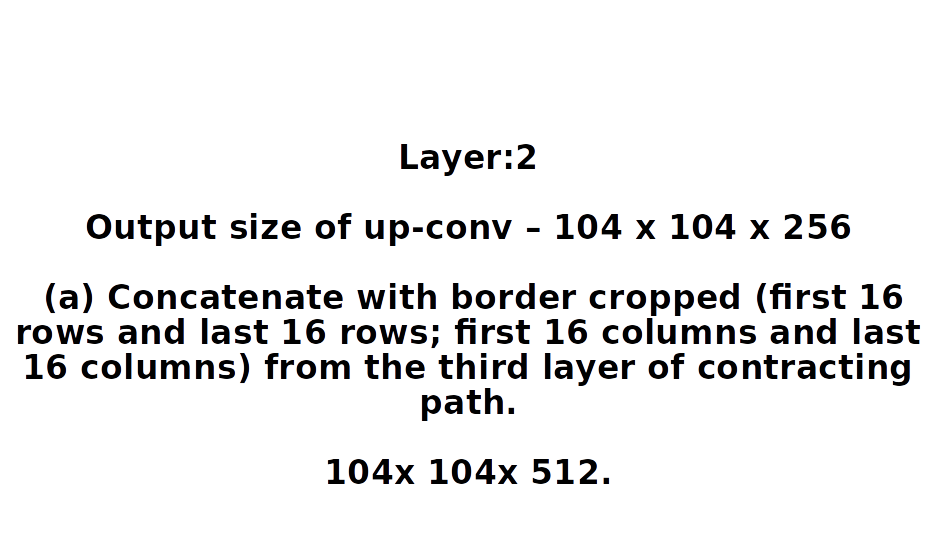 Layer:2
Output size of up-conv – 104 x 104 x 256
(a) Concatenate with border cropped (first 16
rows and last 16 rows; first 16 columns and last
16 columns) from the third layer of contracting
path.
104x 104x 512.